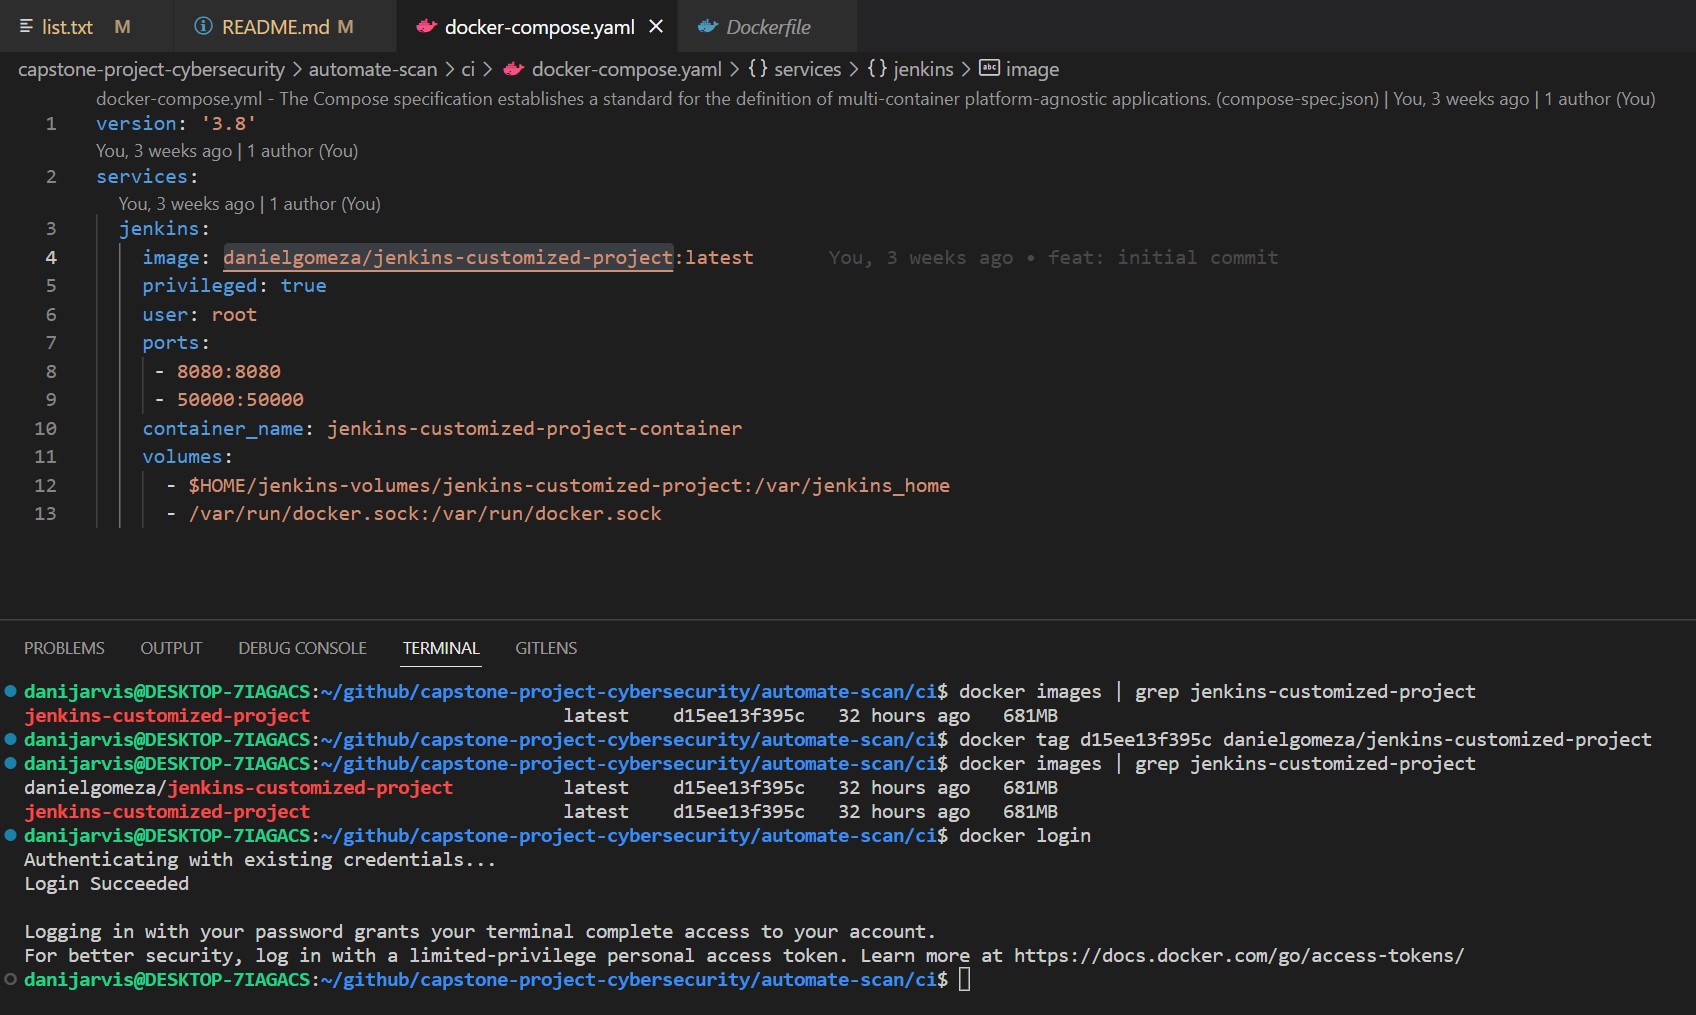 list.txt M README.md M docker-compose.yaml Dockerfile
capstone-project-cybersecurity > automate-scan > ci > docker-compose.yaml > {} services > {} jenkins > abc image
docker-compose.yml - The Compose specification establishes a standard for the definition of multi-container platform-agnostic applications. (compose-spec.json) | You, 3 weeks ago | 1 author (You)
1 version: '3.8'
You, 3 weeks ago | 1 author (You)
2 services:
You, 3 weeks ago | 1 author (You)
3 jenkins:
4 image: danielgomeza/jenkins-customized-project:latest You, 3 weeks ago • feat: initial commit
5 privileged: true
6 user: root
7 ports:
8 - 8080:8080
9 - 50000:50000
10 container_name: jenkins-customized-project-container
11 volumes:
12 - $HOME/jenkins-volumes/jenkins-customized-project:/var/jenkins_home
13 - /var/run/docker.sock:/var/run/docker.sock
PROBLEMS OUTPUT DEBUG CONSOLE TERMINAL GITLENS
danijarvis@DESKTOP-7IAGACS:~/github/capstone-project-cybersecurity/automate-scan/ci$ docker images | grep jenkins-customized-project
jenkins-customized-project latest d15ee13f395c 32 hours ago 681MB
danijarvis@DESKTOP-7IAGACS:~/github/capstone-project-cybersecurity/automate-scan/ci$ docker tag d15ee13f395c danielgomeza/jenkins-customized-project
danijarvis@DESKTOP-7IAGACS:~/github/capstone-project-cybersecurity/automate-scan/ci$ docker images | grep jenkins-customized-project
danielgomeza/jenkins-customized-project latest d15ee13f395c 32 hours ago 681MB
jenkins-customized-project latest d15ee13f395c 32 hours ago 681MB
danijarvis@DESKTOP-7IAGACS:~/github/capstone-project-cybersecurity/automate-scan/ci$ docker login
Authenticating with existing credentials...
Login Succeeded
Logging in with your password grants your terminal complete access to your account.
For better security, log in with a limited-privilege personal access token. Learn more at https://docs.docker.com/go/access-tokens/
danijarvis@DESKTOP-7IAGACS:~/github/capstone-project-cybersecurity/automate-scan/ci$